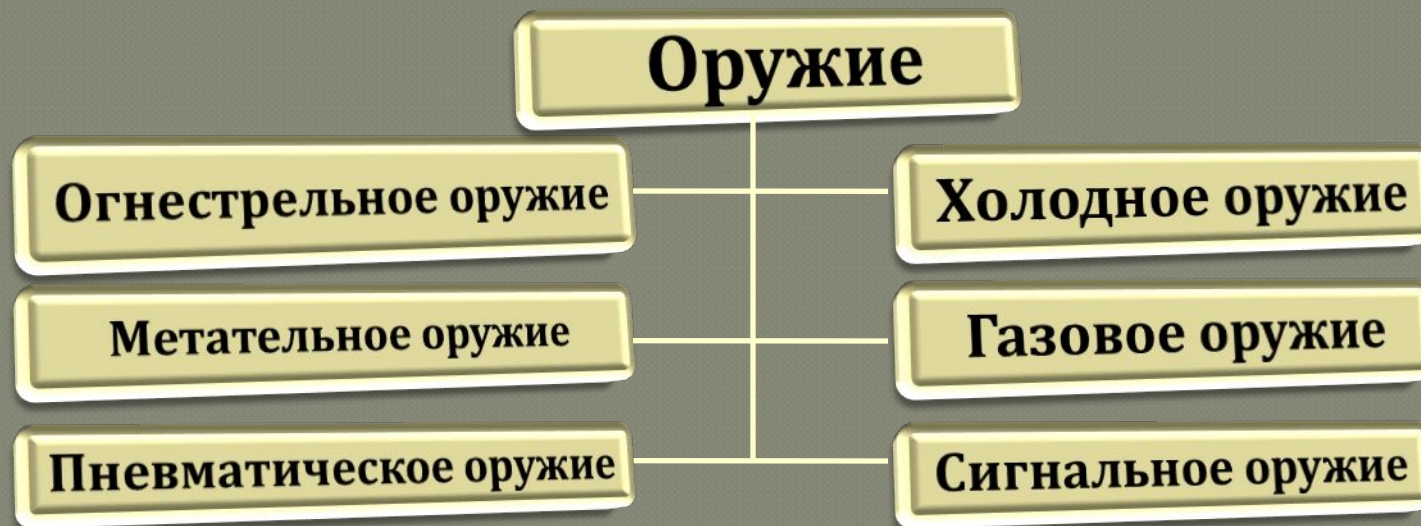 Оружие
Огнестрельное оружие
Холодное оружие
Метательное оружие
Газовое оружие
Пневматическое оружие
Сигнальное оружие